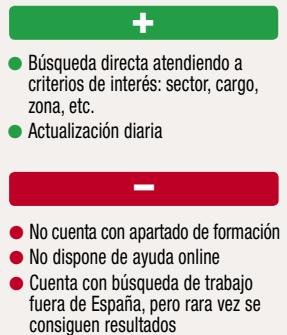 +
● Búsqueda directa atendiendo a
criterios de interés: sector, cargo,
zona, etc.
● Actualización diaria
–
● No cuenta con apartado de formación
● No dispone de ayuda online
● Cuenta con búsqueda de trabajo
fuera de España, pero rara vez se
consiguen resultados